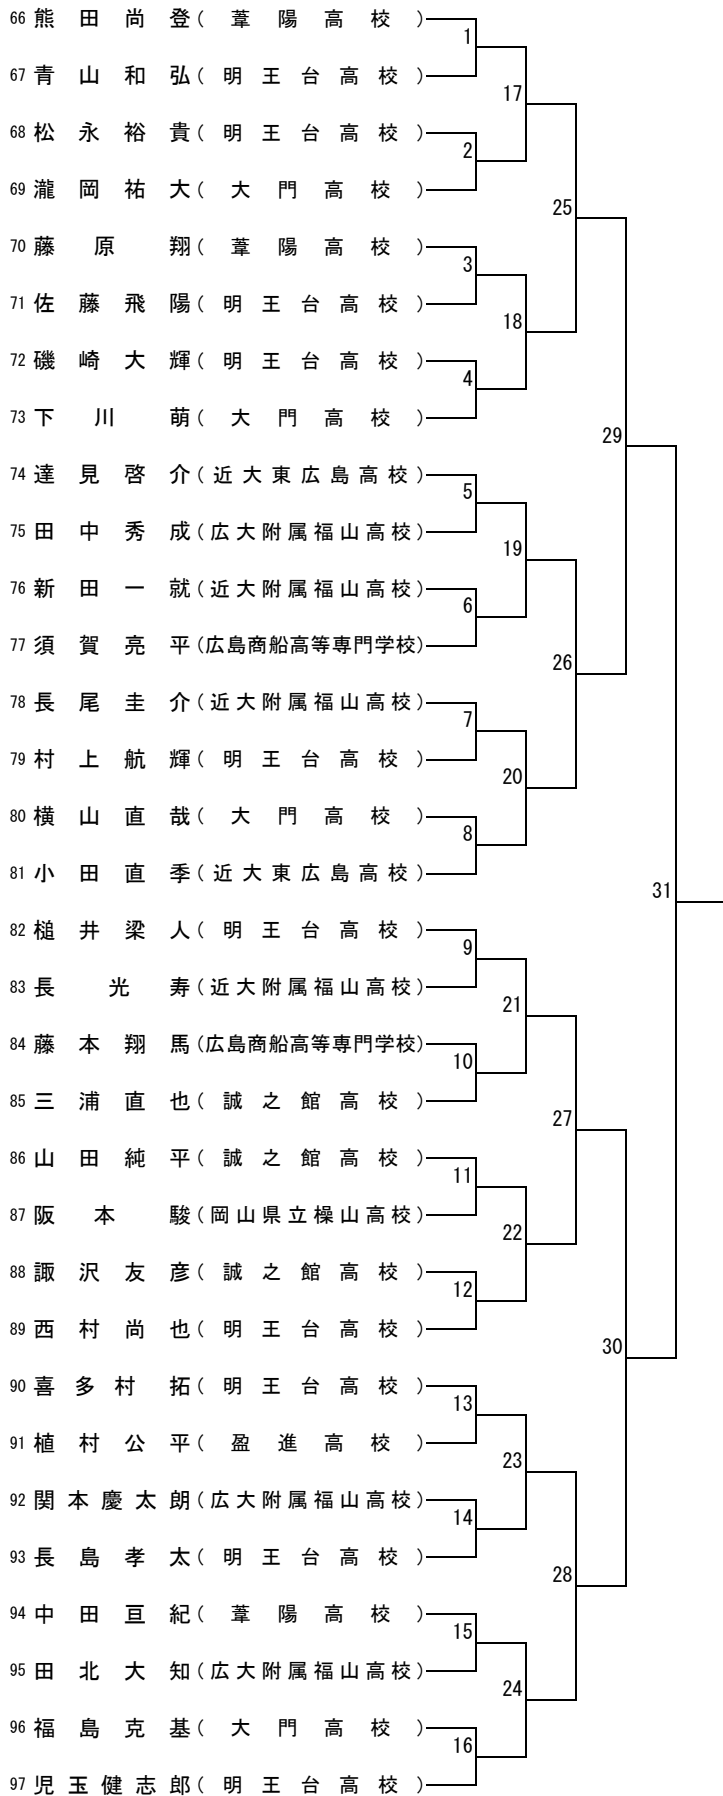 66 熊田尚登 ( 葦陽高校 )
1
67 青山和弘 ( 明王台高校 )
17
68 松永裕貴 ( 明王台高校 )
2
69 瀧岡祐大 ( 大門高校 )
25
70 藤原翔 ( 葦陽高校 )
3
71 佐藤飛陽 ( 明王台高校 )
18
72 磯崎大輝 ( 明王台高校 )
4
73 下川萌 ( 大門高校 )
29
74 達見啓介 ( 近大東広島高校 )
5
75 田中秀成 ( 広大附属福山高校 )
19
76 新田一就 ( 近大附属福山高校 )
6
77 須賀亮平 (広島商船高等専門学校)
26
78 長尾圭介 ( 近大附属福山高校 )
7
79 村上航輝 ( 明王台高校 )
20
80 横山直哉 ( 大門高校 )
8
81 小田直季 ( 近大東広島高校 )
31
82 槌井梁人 ( 明王台高校 )
9
83 長光寿 ( 近大附属福山高校 )
21
84 藤本翔馬 (広島商船高等専門学校)
10
85 三浦直也 ( 誠之館高校 )
27
86 山田純平 ( 誠之館高校 )
11
87 阪本駿 ( 岡山県立操山高校 )
22
88 諏沢友彦 ( 誠之館高校 )
12
89 西村尚也 ( 明王台高校 )
30
90 喜多村拓 ( 明王台高校 )
13
91 植村公平 ( 盈進高校 )
23
92 関本慶太朗 ( 広大附属福山高校 )
14
93 長島孝太 ( 明王台高校 )
28
94 中田亘紀 ( 葦陽高校 )
15
95 田北大知 ( 広大附属福山高校 )
24
96 福島克基 ( 大門高校 )
16
97 児玉健志郎 ( 明王台高校 )